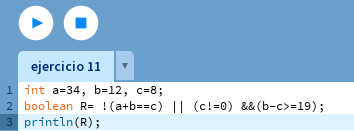 ejercicio 11
1 int a=34, b=12, c=8;
2 boolean R= !(a+b==c) || (c!=0) &&(b-c>=19);
3 println(R);